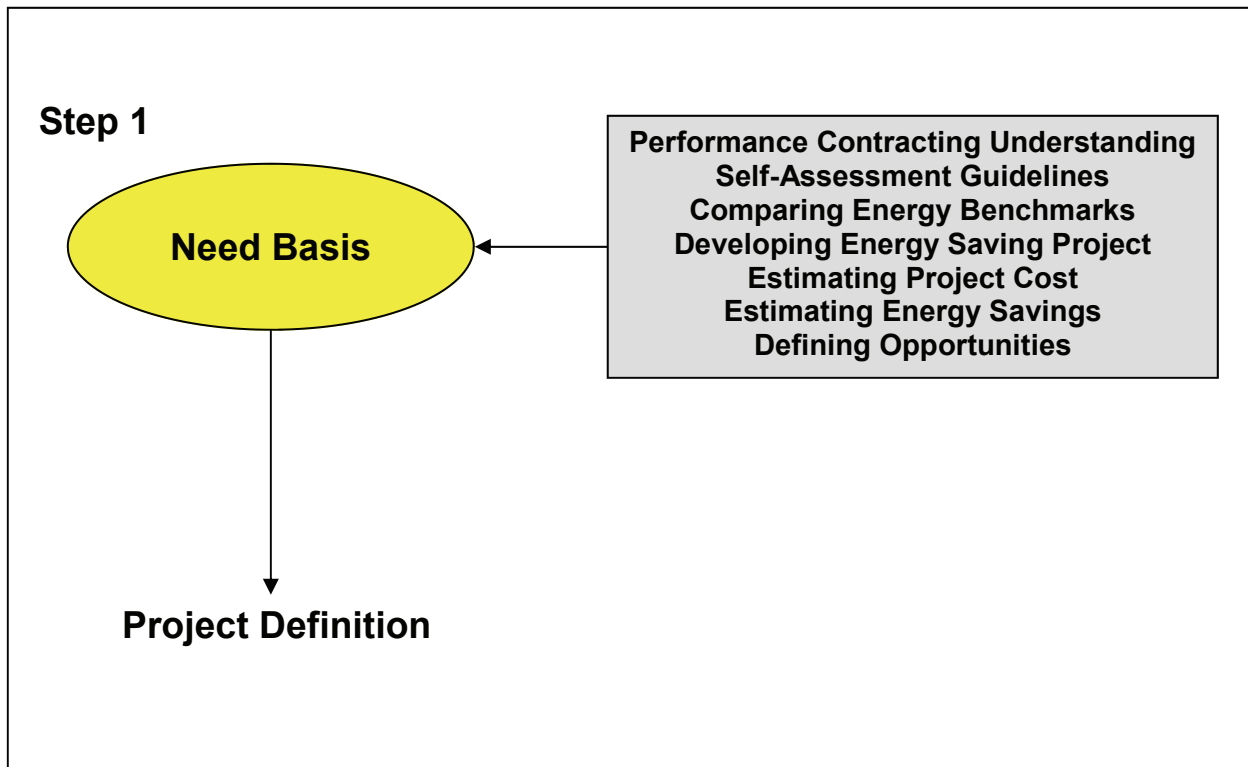 Step 1
Need Basis
Performance Contracting Understanding
Self-Assessment Guidelines
Comparing Energy Benchmarks
Developing Energy Saving Project
Estimating Project Cost
Estimating Energy Savings
Defining Opportunities
Project Definition